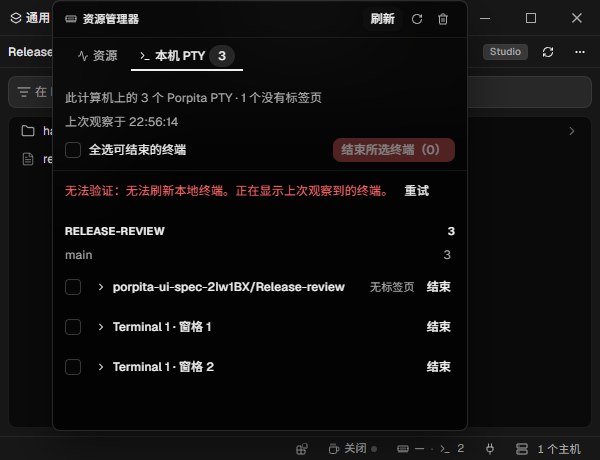 通用
资源管理器
刷新
Release
资源
本机 PTY
3
Studio
此计算机上的 3 个 Porpita PTY · 1 个没有标签页
上次观察于 22:56:14
全选可结束的终端
结束所选终端（0）
无法验证：无法刷新本地终端。正在显示上次观察到的终端。 重试
RELEASE-REVIEW 3
main 3
porpita-ui-spec-2lw1BX/Release-review 无标签页 结束
Terminal 1 · 窗格 1 结束
Terminal 1 · 窗格 2 结束
关闭
— · 2
1 个主机